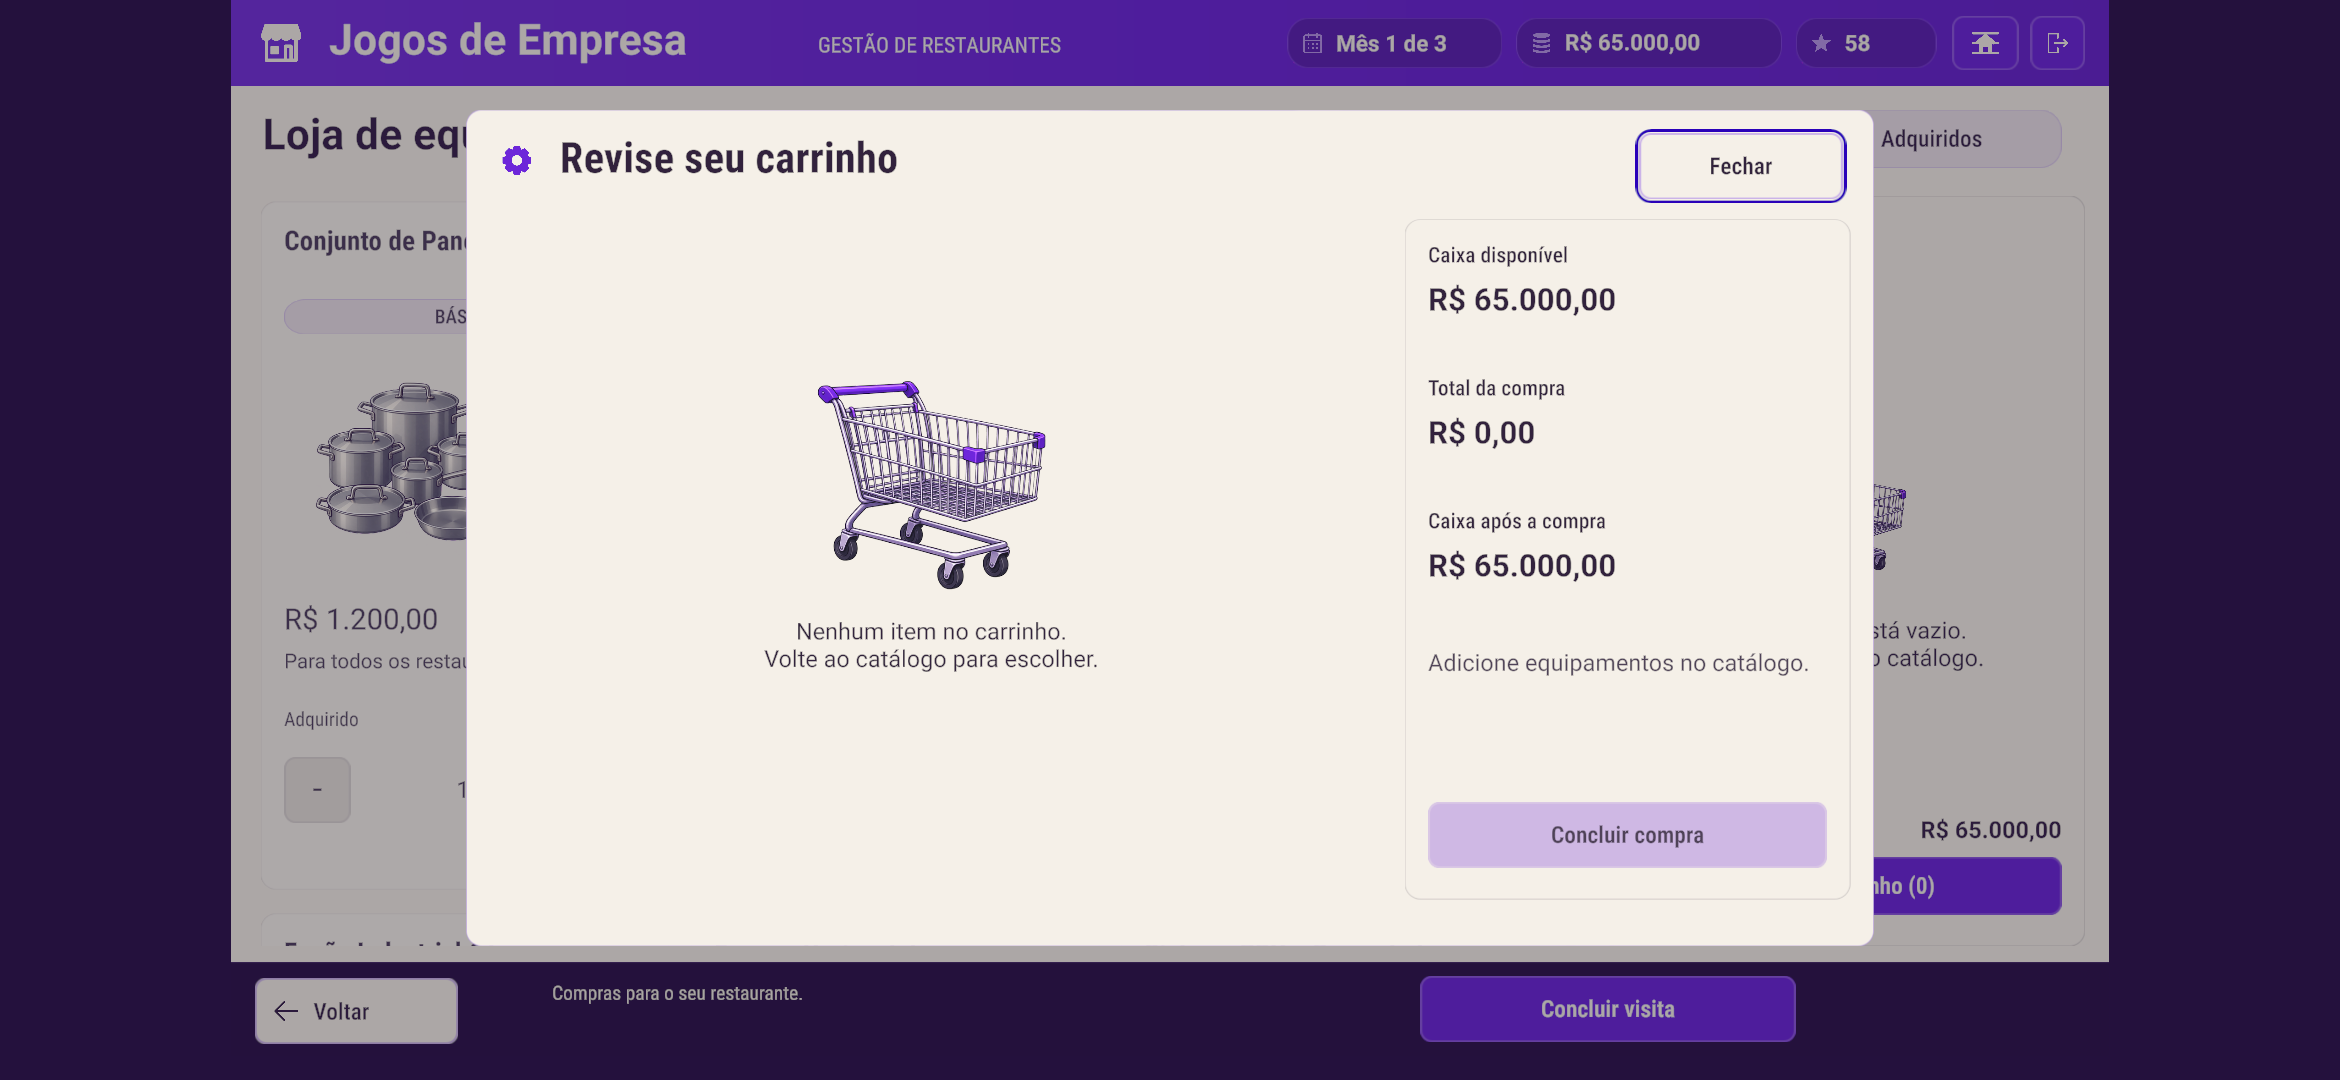 Jogos de Empresa
GESTÃO DE RESTAURANTES
Mês 1 de 3
R$ 65.000,00
58
Loja de equ
Adquiridos
Revise seu carrinho
Fechar
Conjunto de Pan
BÁS
R$ 1.200,00
Para todos os restau
Adquirido
-
1
Nenhum item no carrinho.
Volte ao catálogo para escolher.
Caixa disponível
R$ 65.000,00
Total da compra
R$ 0,00
Caixa após a compra
R$ 65.000,00
Adicione equipamentos no catálogo.
Concluir compra
stá vazio.
o catálogo.
R$ 65.000,00
nho (0)
Voltar
Compras para o seu restaurante.
Concluir visita